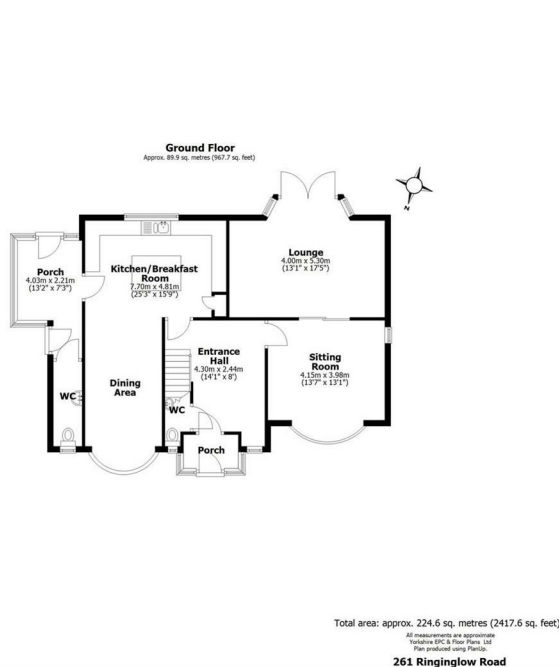 Ground Floor
Approx. 89.9 sq. metres (967.7 sq. feet)
N
Lounge
4.00m x 5.30m
(13'1" x 17'5")
Porch
4.03m x 2.21m
(13'2" x 7'3")
Kitchen/Breakfast
Room
7.70m x 4.81m
(25'3" x 15'9")
Entrance
Hall
4.30m x 2.44m
(14'1" x 8')
Sitting
Room
4.15m x 3.98m
(13'7" x 13'1")
Dining
Area
WC
WC
Porch
Total area: approx. 224.6 sq. metres (2417.6 sq. feet)
All measurements are approximate
Yorkshire EPC & Floor Plans Ltd
Plan produced using PlanUp.
261 Ringinglow Road